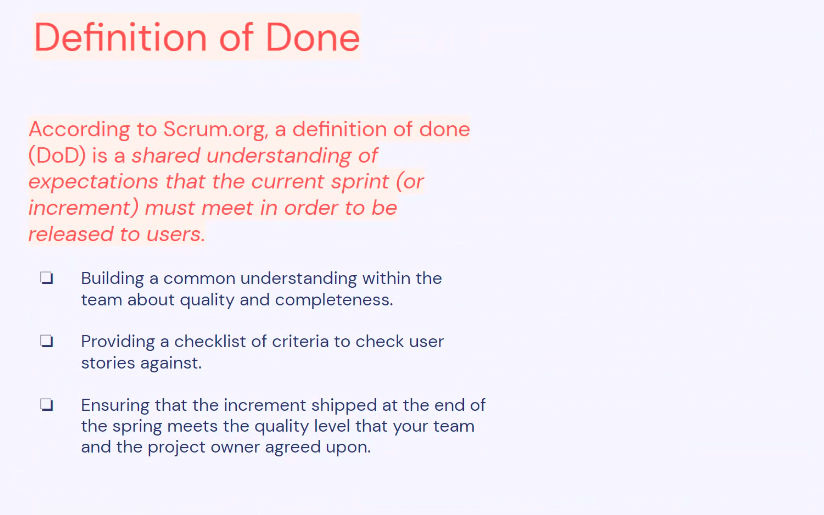 Definition of Done
According to Scrum.org, a definition of done
(DoD) is a shared understanding of
expectations that the current sprint (or
increment) must meet in order to be
released to users.
❏ Building a common understanding within the
team about quality and completeness.
❏ Providing a checklist of criteria to check user
stories against.
❏ Ensuring that the increment shipped at the end of
the spring meets the quality level that your team
and the project owner agreed upon.